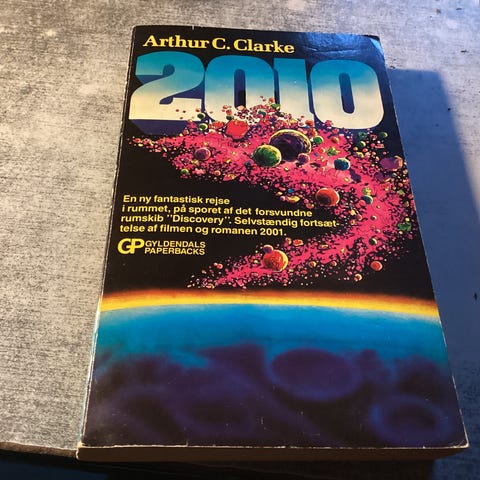 Arthur C. Clarke
2010
En ny fantastisk rejse
i rummet, på sporet af det forsvundne
rumskib "Discovery". Selvstændig fortsæt-
telse af filmen og romanen 2001.
GP GYLDENDALS
PAPERBACKS